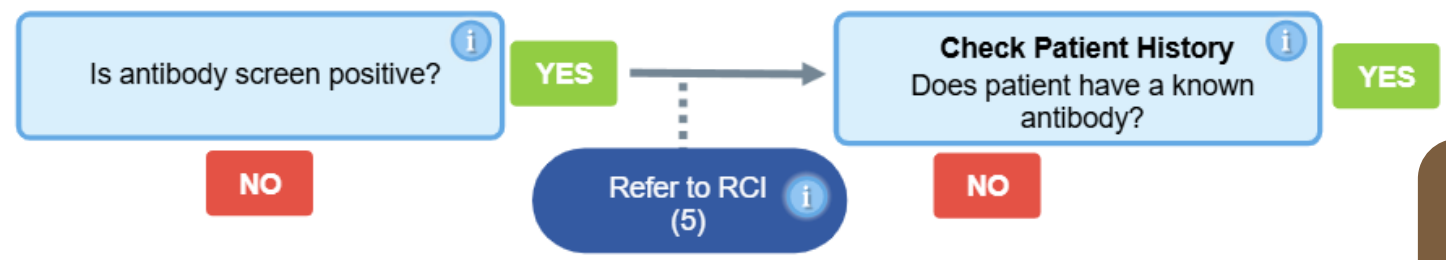 Is antibody screen positive?
i
YES
NO
Refer to RCI
(5)
i
Check Patient History
Does patient have a known
antibody?
i
YES
NO